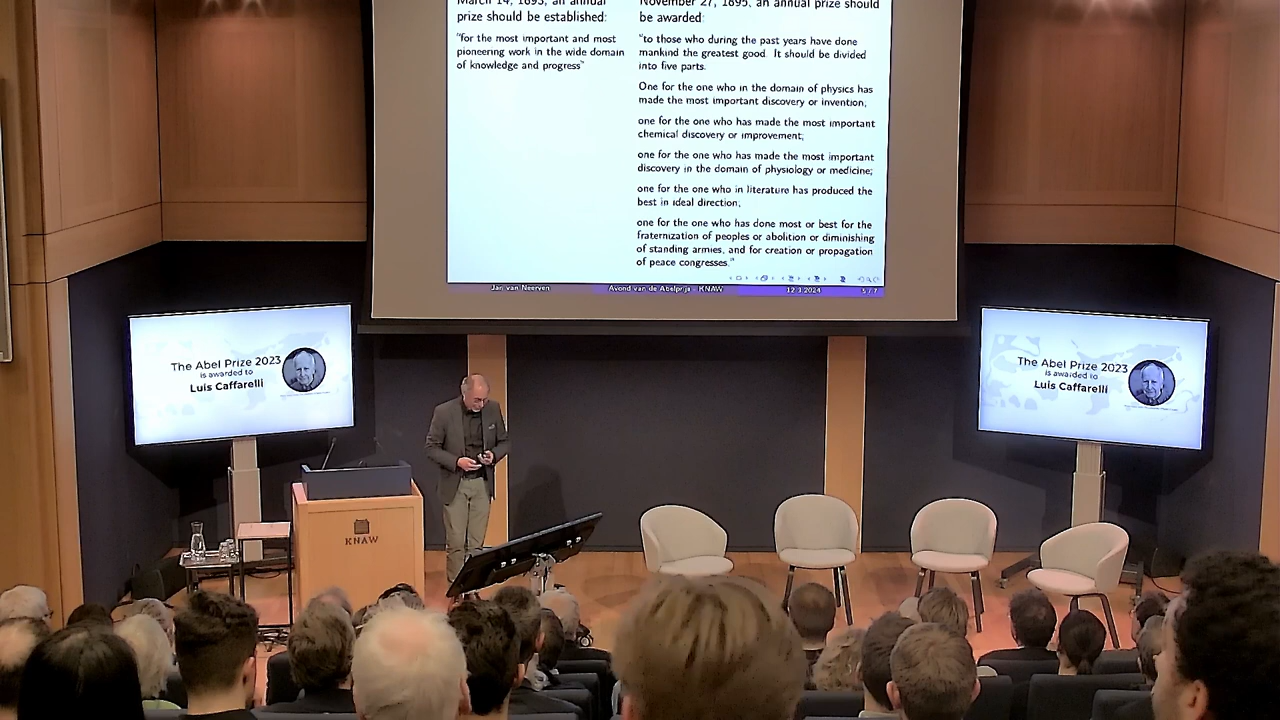 March 14, 1893, an annual
prize should be established:
"for the most important and most
pioneering work in the wide domain
of knowledge and progress"
November 27, 1895, an annual prize should
be awarded:
"to those who during the past years have done
mankind the greatest good. It should be divided
into five parts.
One for the one who in the domain of physics has
made the most important discovery or invention;
one for the one who has made the most important
chemical discovery or improvement;
one for the one who has made the most important
discovery in the domain of physiology or medicine;
one for the one who in literature has produced the
best in ideal direction;
one for the one who has done most or best for the
fraternization of peoples or abolition or diminishing
of standing armies, and for creation or propagation
of peace congresses."
Jan van Neerven
Avond van de Abelprijs - KNAW
12.3.2024
5 / 7
The Abel Prize 2023
is awarded to
Luis Caffarelli
The Abel Prize 2023
is awarded to
Luis Caffarelli
KNAW